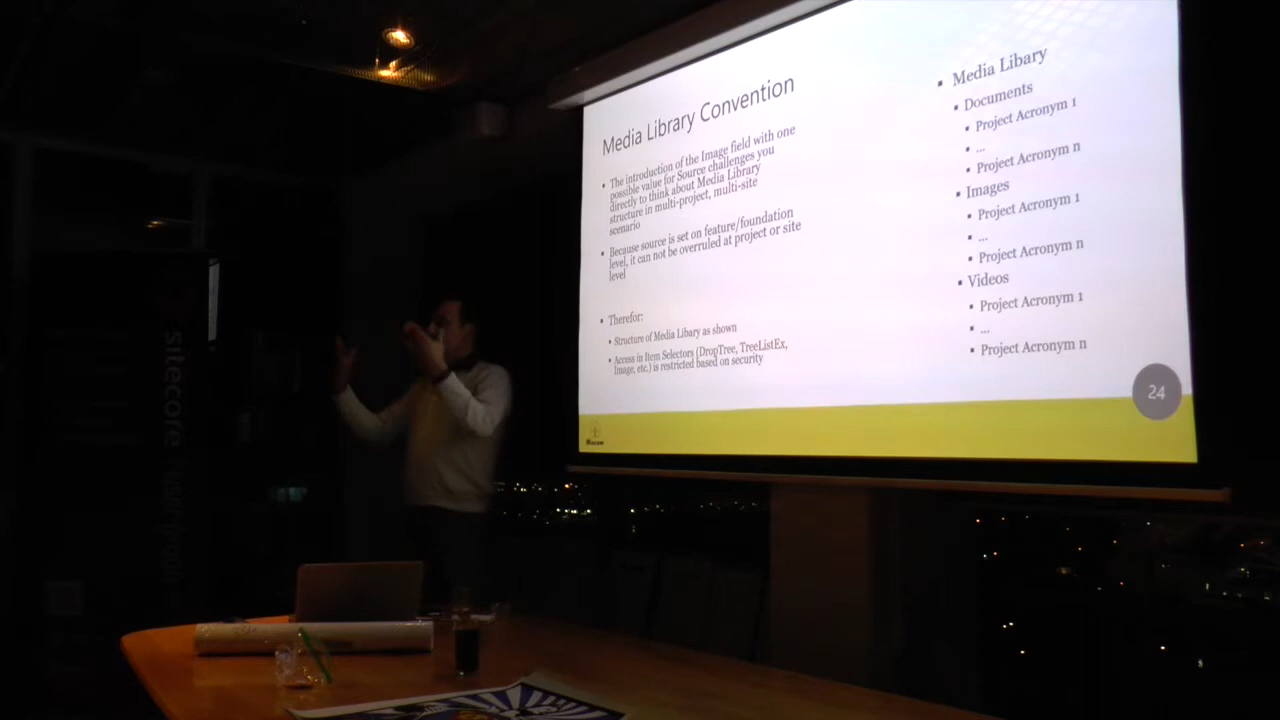 Media Library Convention
▪ The introduction of the Image field with one
possible value for Source challenges you
directly to think about Media Library
structure in multi-project, multi-site
scenario
▪ Because source is set on feature/foundation
level, it can not be overruled at project or site
level
▪ Therefor:
▪ Structure of Media Libary as shown
▪ Access in Item Selectors (DropTree, TreeListEx,
Image, etc.) is restricted based on security
▪ Media Libary
▪ Documents
▪ Project Acronym 1
▪ ...
▪ Project Acronym n
▪ Images
▪ Project Acronym 1
▪ ...
▪ Project Acronym n
▪ Videos
▪ Project Acronym 1
▪ ...
▪ Project Acronym n
24
Macaw
sitecore